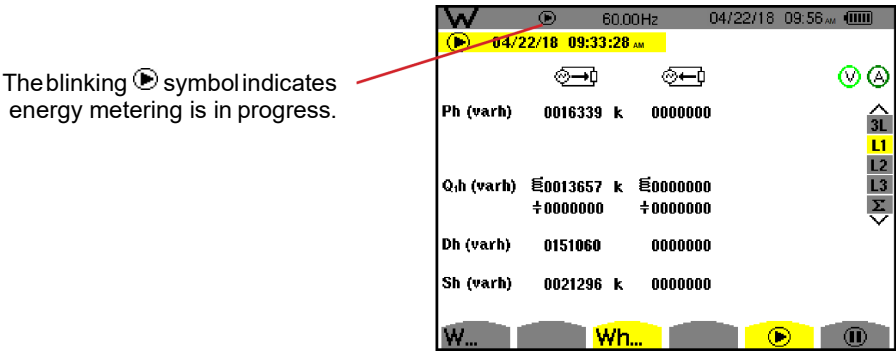 W 60.00Hz 04/22/18 09:56 AM
04/22/18 09:33:28 AM
The blinking symbol indicates
energy metering is in progress.
Ph (varh) 0016339 k 0000000
3L
L1
L2
Q₁h (varh) 0013657 k 0000000
L3
0000000 0000000
Σ
Dh (varh) 0151060 0000000
Sh (varh) 0021296 k 0000000
W... Wh...
V A